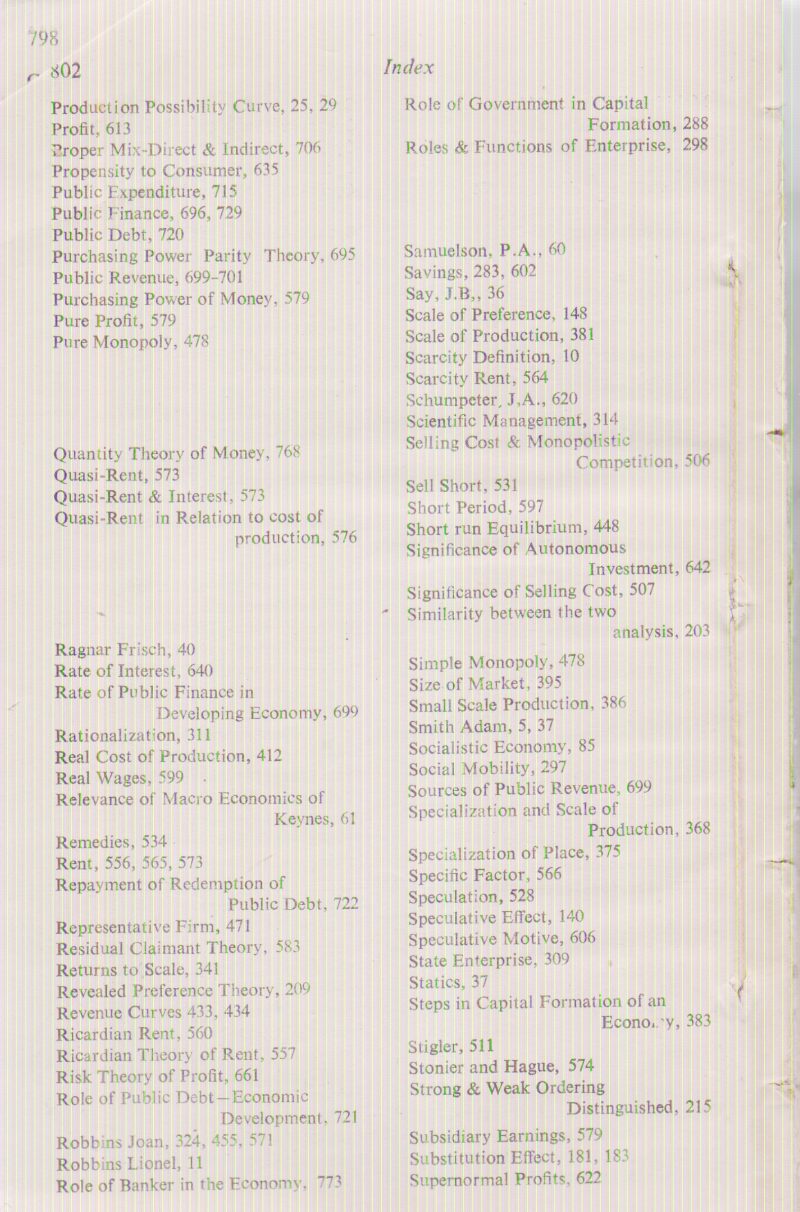 798
802
Index
Production Possibility Curve, 25, 29
Profit, 613
Proper Mix-Direct & Indirect, 706
Propensity to Consumer, 635
Public Expenditure, 715
Public Finance, 696, 729
Public Debt, 720
Purchasing Power Parity Theory, 695
Public Revenue, 699-701
Purchasing Power of Money, 579
Pure Profit, 579
Pure Monopoly, 478
Quantity Theory of Money, 768
Quasi-Rent, 573
Quasi-Rent & Interest, 573
Quasi-Rent in Relation to cost of
production, 576
Ragnar Frisch, 40
Rate of Interest, 640
Rate of Public Finance in
Developing Economy, 699
Rationalization, 311
Real Cost of Production, 412
Real Wages, 599
Relevance of Macro Economics of
Keynes, 61
Remedies, 534
Rent, 556, 565, 573
Repayment of Redemption of
Public Debt, 722
Representative Firm, 471
Residual Claimant Theory, 583
Returns to Scale, 341
Revealed Preference Theory, 209
Revenue Curves 433, 434
Ricardian Rent, 560
Ricardian Theory of Rent, 557
Risk Theory of Profit, 661
Role of Public Debt—Economic
Development, 721
Robbins Joan, 324, 455, 571
Robbins Lionel, 11
Role of Banker in the Economy, 773
Role of Government in Capital
Formation, 288
Roles & Functions of Enterprise, 298
Samuelson, P.A., 60
Savings, 283, 602
Say, J.B,, 36
Scale of Preference, 148
Scale of Production, 381
Scarcity Definition, 10
Scarcity Rent, 564
Schumpeter, J,A., 620
Scientific Management, 314
Selling Cost & Monopolistic
Competition, 506
Sell Short, 531
Short Period, 597
Short run Equilibrium, 448
Significance of Autonomous
Investment, 642
Significance of Selling Cost, 507
Similarity between the two
analysis, 203
Simple Monopoly, 478
Size of Market, 395
Small Scale Production, 386
Smith Adam, 5, 37
Socialistic Economy, 85
Social Mobility, 297
Sources of Public Revenue, 699
Specialization and Scale of
Production, 368
Specialization of Place, 375
Specific Factor, 566
Speculation, 528
Speculative Effect, 140
Speculative Motive, 606
State Enterprise, 309
Statics, 37
Steps in Capital Formation of an
383
Stigler, 511
Stonier and Hague, 574
Strong & Weak Ordering
Distinguished, 215
Subsidiary Earnings, 579
Substitution Effect, 181, 183
Supernormal Profits, 622